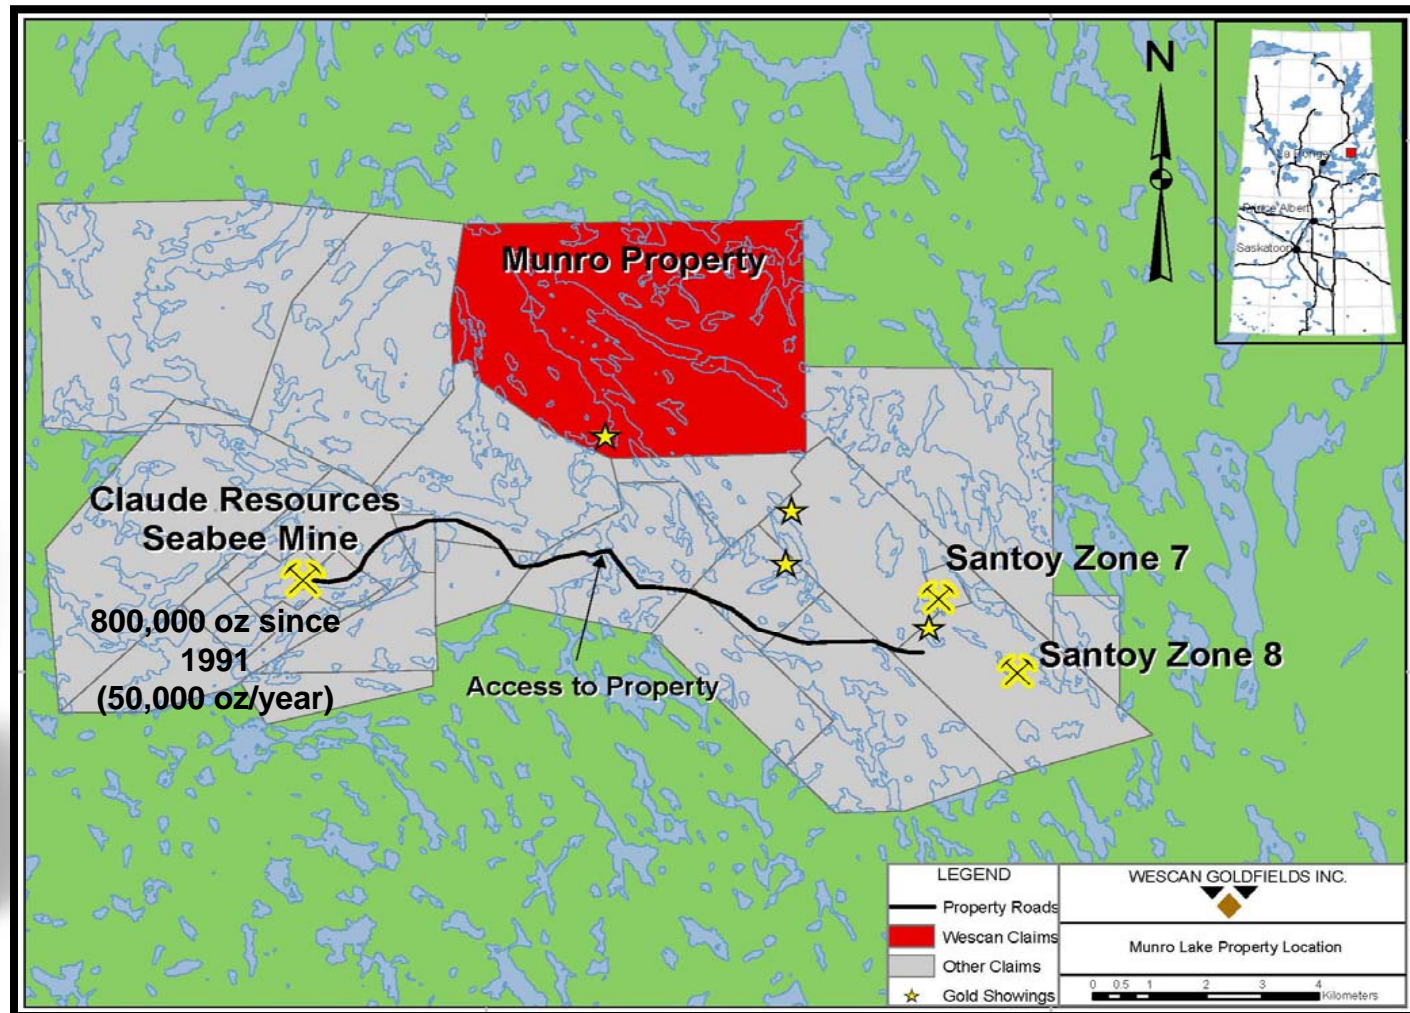 N
La Ronge
Prince Albert
Saskatoon
Munro Property
Claude Resources
Seabee Mine
800,000 oz since
1991
(50,000 oz/year)
Santoy Zone 7
Santoy Zone 8
Access to Property
LEGEND
Property Roads
Wescan Claims
Other Claims
Gold Showings
WESCAN GOLDFIELDS INC.
Munro Lake Property Location
0 0.5 1 2 3 4
Kilometers